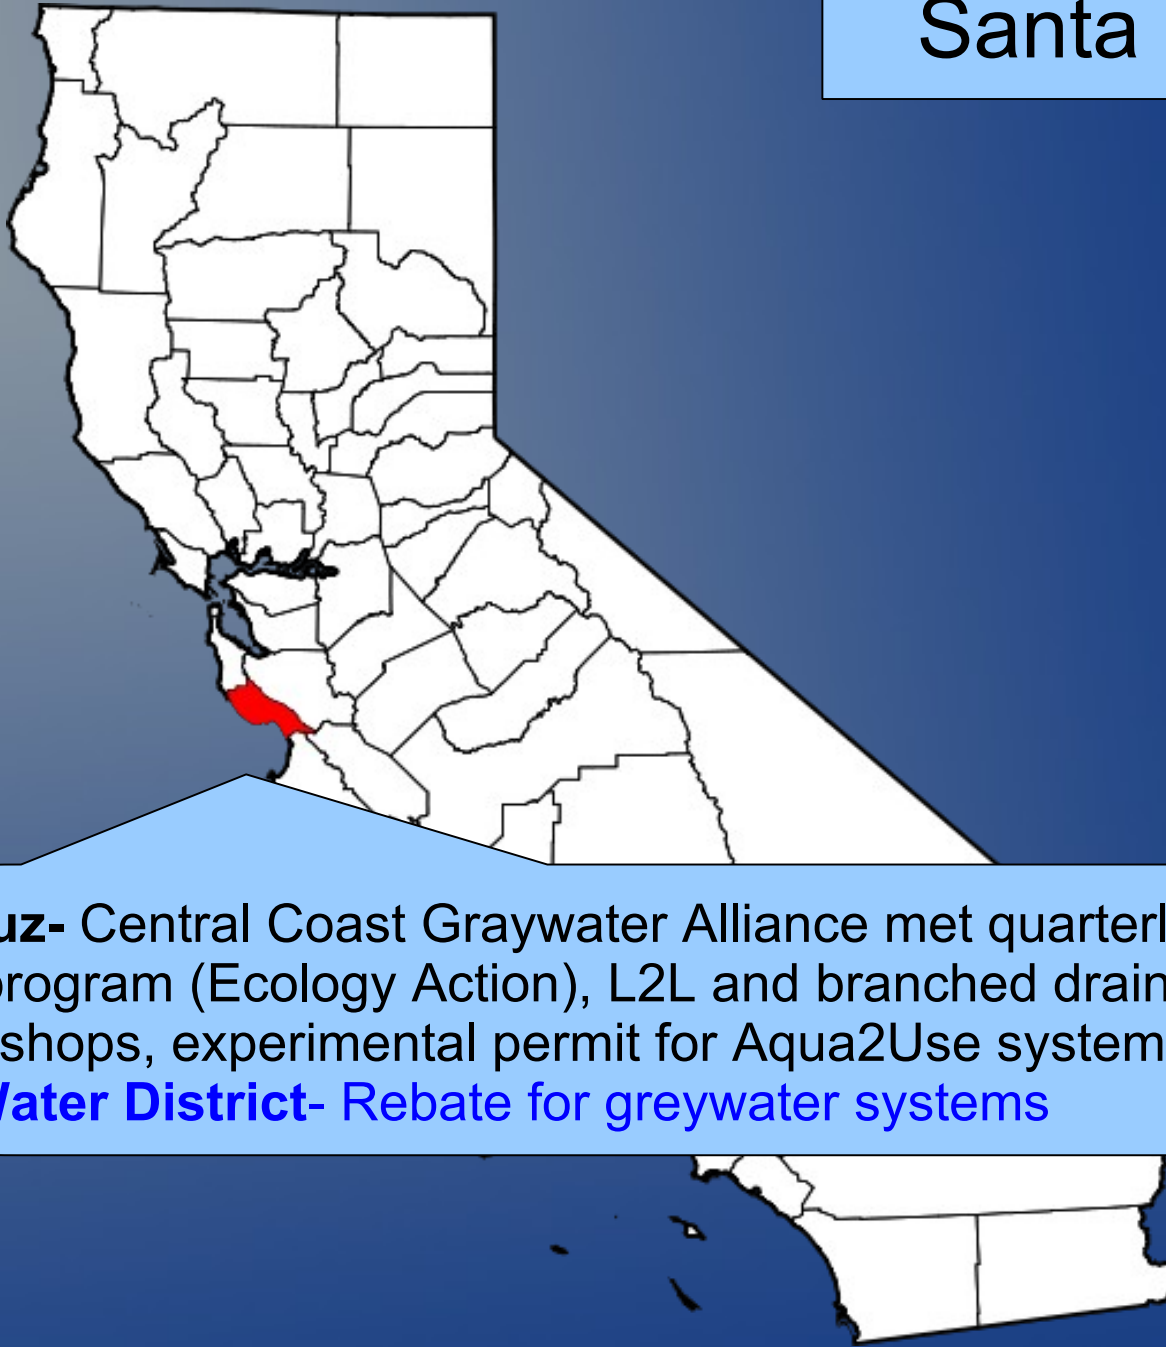 Santa
uz- Central Coast Graywater Alliance met quarterl
program (Ecology Action), L2L and branched drain
shops, experimental permit for Aqua2Use system
Water District- Rebate for greywater systems